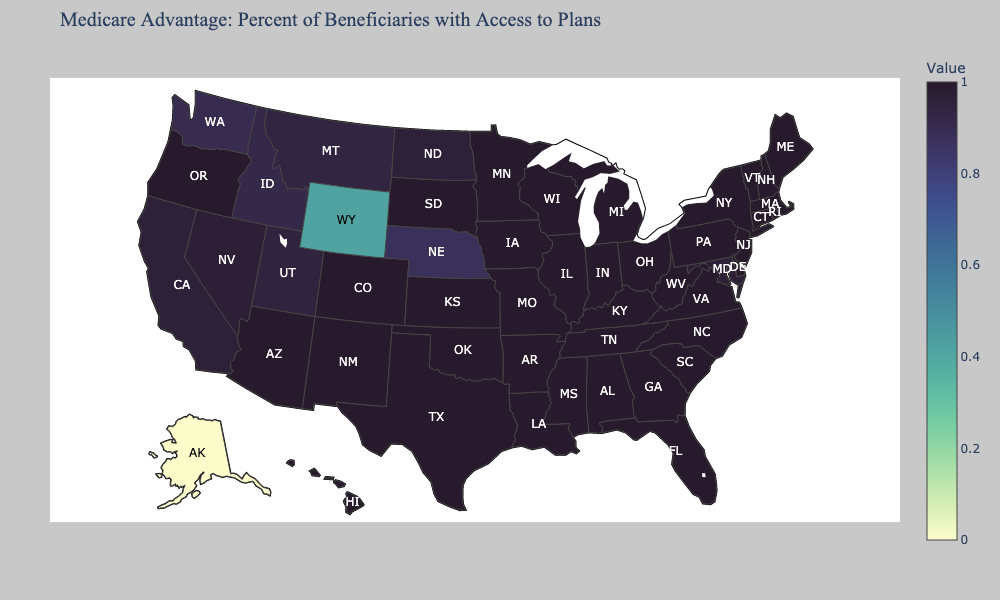 Medicare Advantage: Percent of Beneficiaries with Access to Plans
Value
1
0.8
0.6
0.4
0.2
0
WA
MT
ND
MN
ME
OR
ID
WY
SD
WI
MI
NY
VT
NH
MA
CT
RI
CA
NV
UT
NE
IA
PA
NJ
CO
KS
MO
IL
IN
OH
MD
DE
WV
VA
KY
AZ
NM
OK
AR
TN
NC
SC
TX
LA
MS
AL
GA
FL
AK
HI